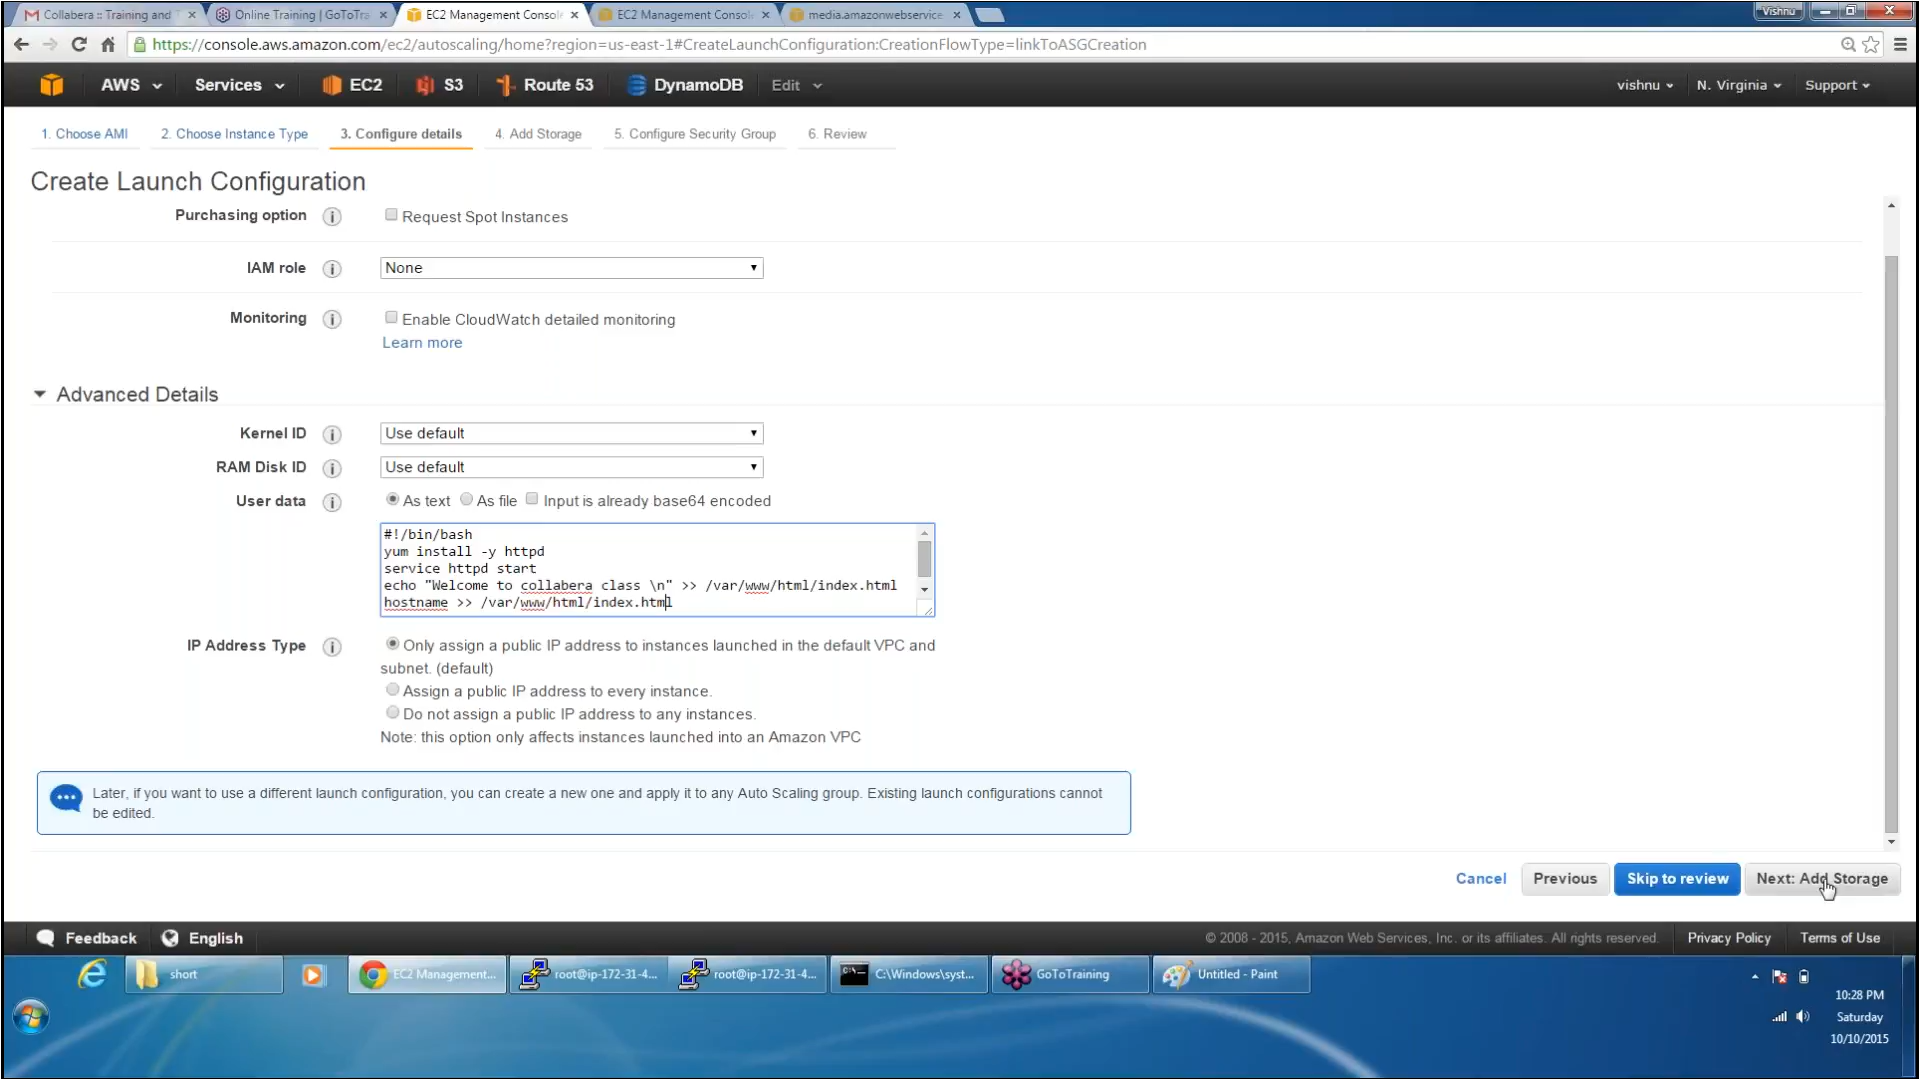 Collabera :: Training and T
Online Training | GoToTra
EC2 Management Console
EC2 Management Console
media.amazonwebservice
Vishnu
https://console.aws.amazon.com/ec2/autoscaling/home?region=us-east-1#CreateLaunchConfiguration:CreationFlowType=linkToASGCreation
AWS
Services
EC2
S3
Route 53
DynamoDB
Edit
vishnu
N. Virginia
Support
1. Choose AMI
2. Choose Instance Type
3. Configure details
4. Add Storage
5. Configure Security Group
6. Review
Create Launch Configuration
Purchasing option
Request Spot Instances
IAM role
None
Monitoring
Enable CloudWatch detailed monitoring
Learn more
Advanced Details
Kernel ID
Use default
RAM Disk ID
Use default
User data
As text
As file
Input is already base64 encoded
#!/bin/bash
yum install -y httpd
service httpd start
echo "Welcome to collabera class \n" >> /var/www/html/index.html
hostname >> /var/www/html/index.html
IP Address Type
Only assign a public IP address to instances launched in the default VPC and
subnet. (default)
Assign a public IP address to every instance.
Do not assign a public IP address to any instances.
Note: this option only affects instances launched into an Amazon VPC
Later, if you want to use a different launch configuration, you can create a new one and apply it to any Auto Scaling group. Existing launch configurations cannot
be edited.
Cancel
Previous
Skip to review
Next: Add Storage
Feedback
English
© 2008 - 2015, Amazon Web Services, Inc. or its affiliates. All rights reserved.
Privacy Policy
Terms of Use
short
EC2 Management...
root@ip-172-31-4...
root@ip-172-31-4...
C:\Windows\syst...
GoToTraining
Untitled - Paint
10:28 PM
Saturday
10/10/2015